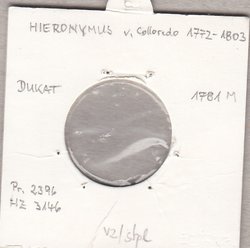 HIERONYMUS v. Colloredo 1772-1803
DUKAT
1781 M
Pr. 2396
HZ 3146
vz/stpl